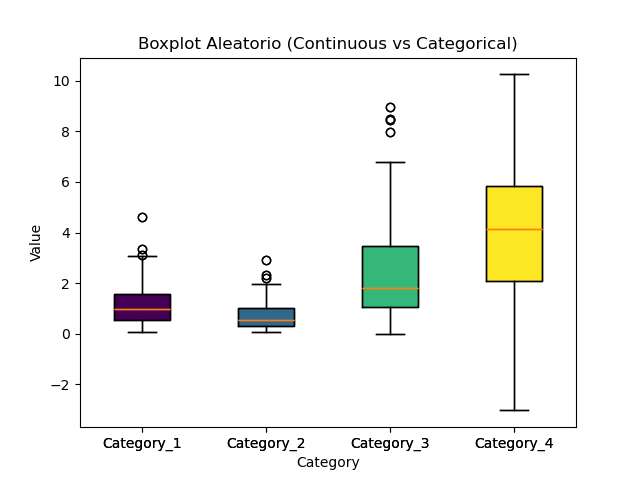 Boxplot Aleatorio (Continuous vs Categorical)
Value
10
8
6
4
2
0
−2
Category_1 Category_2 Category_3 Category_4
Category